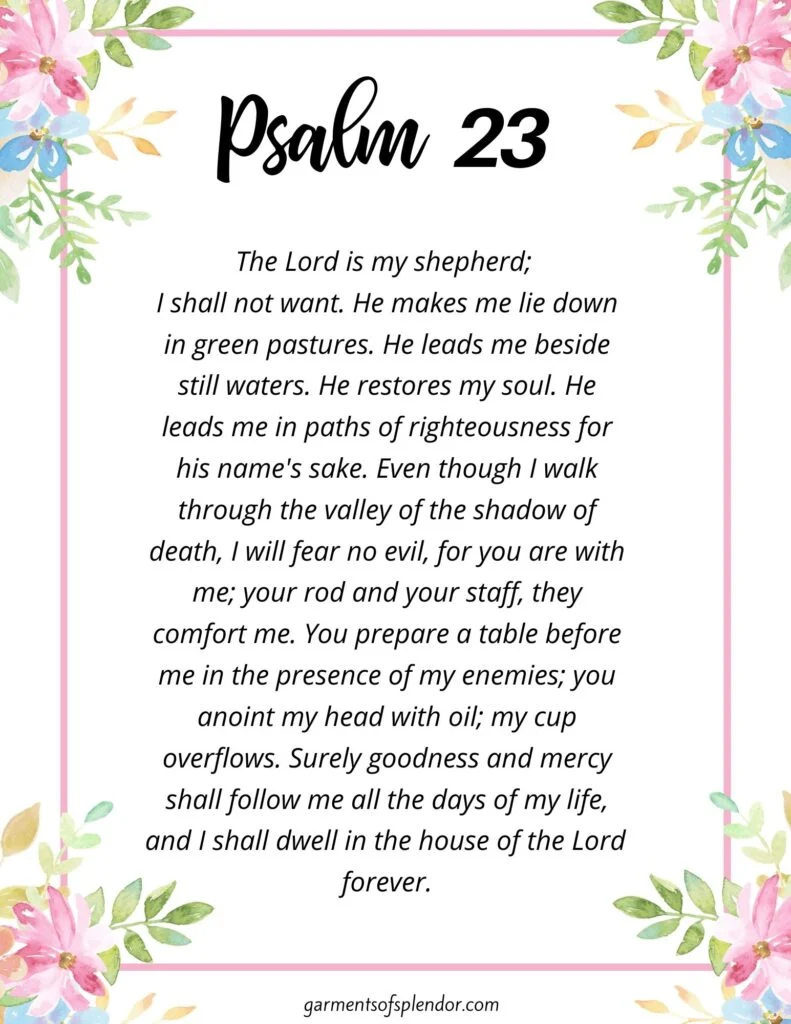 Psalm 23
The Lord is my shepherd;
I shall not want. He makes me lie down
in green pastures. He leads me beside
still waters. He restores my soul. He
leads me in paths of righteousness for
his name's sake. Even though I walk
through the valley of the shadow of
death, I will fear no evil, for you are with
me; your rod and your staff, they
comfort me. You prepare a table before
me in the presence of my enemies; you
anoint my head with oil; my cup
overflows. Surely goodness and mercy
shall follow me all the days of my life,
and I shall dwell in the house of the Lord
forever.
garmentsofsplendor.com